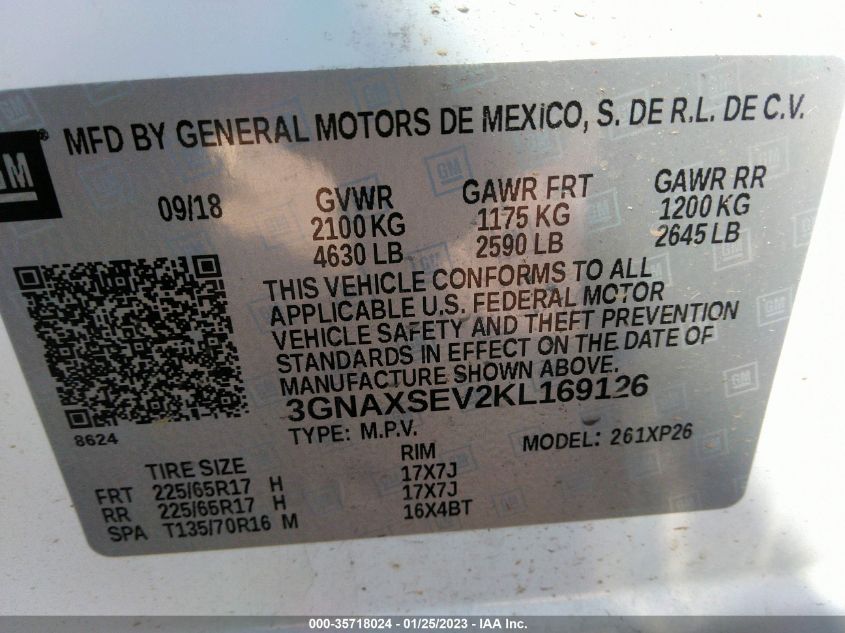 GM ®
MFD BY GENERAL MOTORS DE MEXICO, S. DE R.L. DE C.V.
09/18 GVWR GAWR FRT GAWR RR
2100 KG 1175 KG 1200 KG
4630 LB 2590 LB 2645 LB
THIS VEHICLE CONFORMS TO ALL
APPLICABLE U.S. FEDERAL MOTOR
VEHICLE SAFETY AND THEFT PREVENTION
STANDARDS IN EFFECT ON THE DATE OF
MANUFACTURE SHOWN ABOVE.
3GNAXSEV2KL169126
8624
TYPE: M.P.V. MODEL: 261XP26
TIRE SIZE RIM
FRT 225/65R17 H 17X7J
RR 225/65R17 H 17X7J
SPA T135/70R16 M 16X4BT
000-35718024 - 01/25/2023 - © IAA Inc.